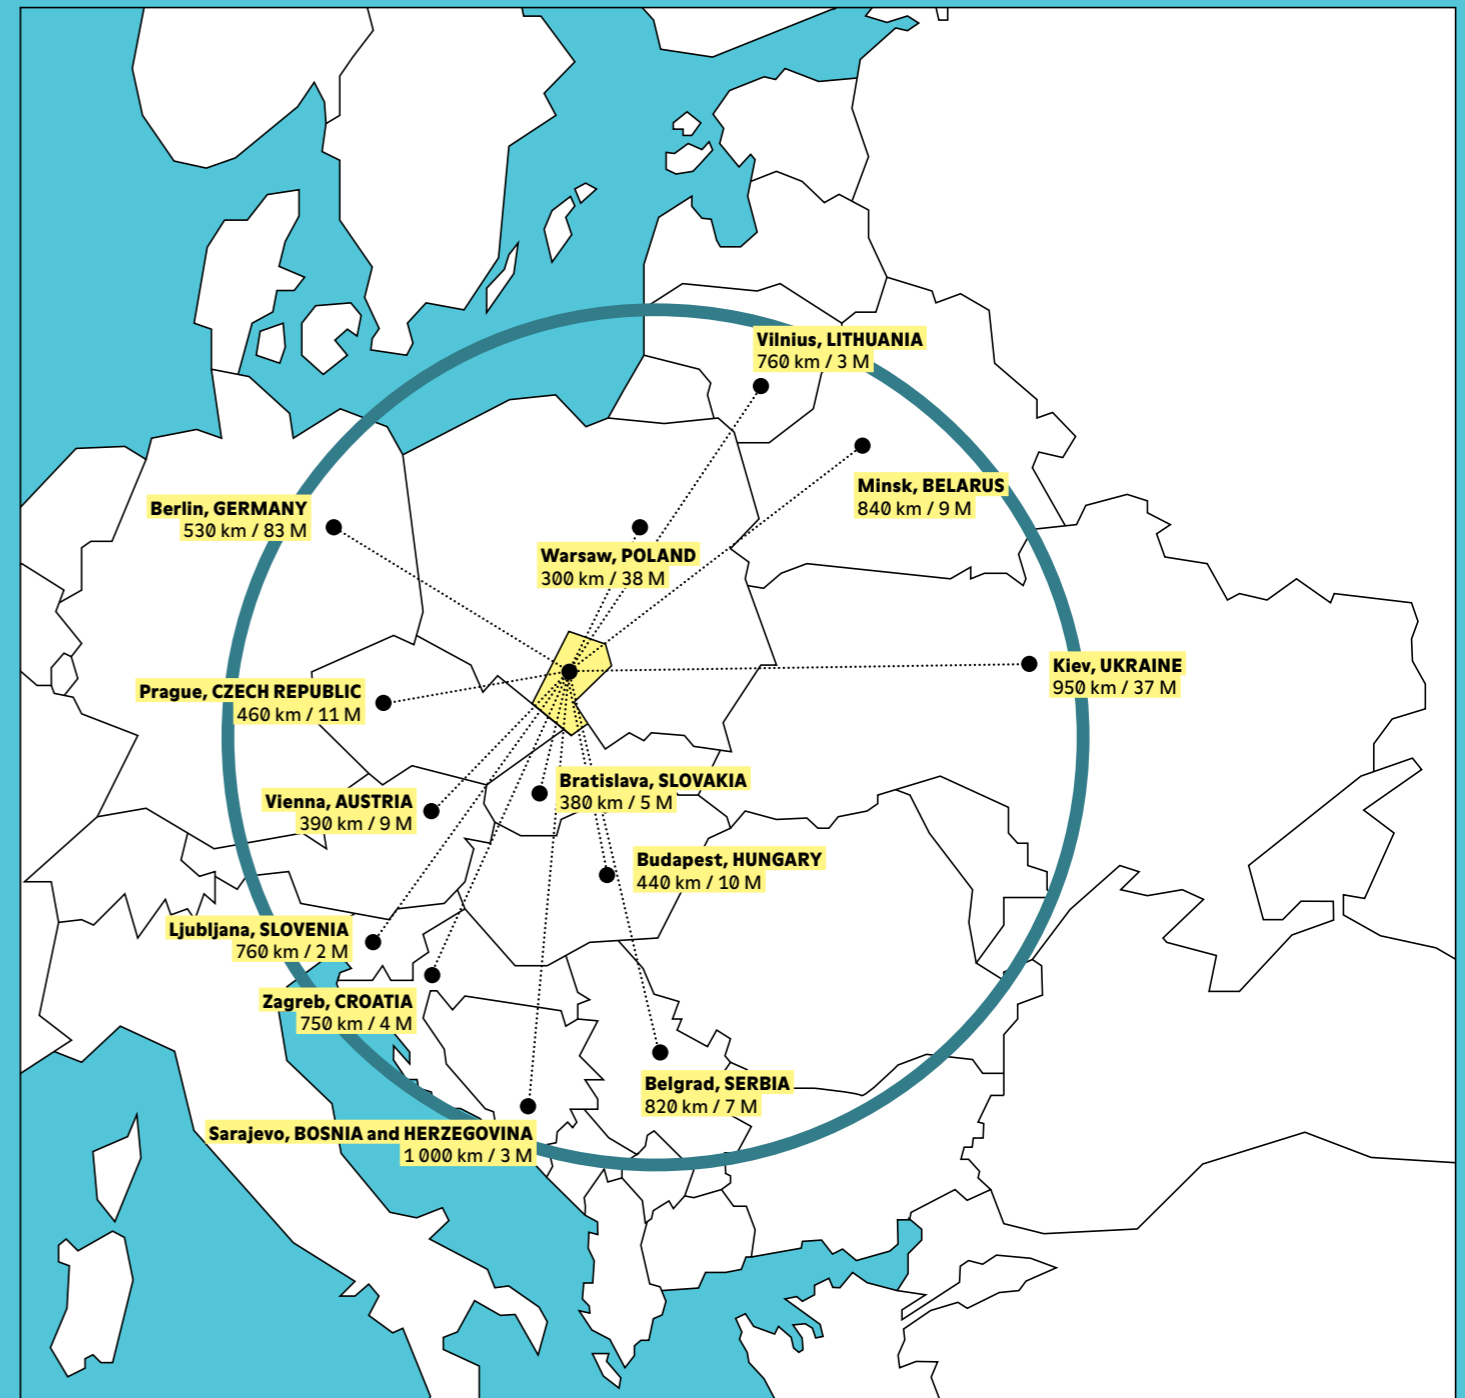 Vilnius, LITHUANIA
760 km / 3 M
Minsk, BELARUS
840 km / 9 M
Berlin, GERMANY
530 km / 83 M
Warsaw, POLAND
300 km / 38 M
Kiev, UKRAINE
950 km / 37 M
Prague, CZECH REPUBLIC
460 km / 11 M
Bratislava, SLOVAKIA
380 km / 5 M
Vienna, AUSTRIA
390 km / 9 M
Budapest, HUNGARY
440 km / 10 M
Ljubljana, SLOVENIA
760 km / 2 M
Zagreb, CROATIA
750 km / 4 M
Belgrad, SERBIA
820 km / 7 M
Sarajevo, BOSNIA and HERZEGOVINA
1 000 km / 3 M